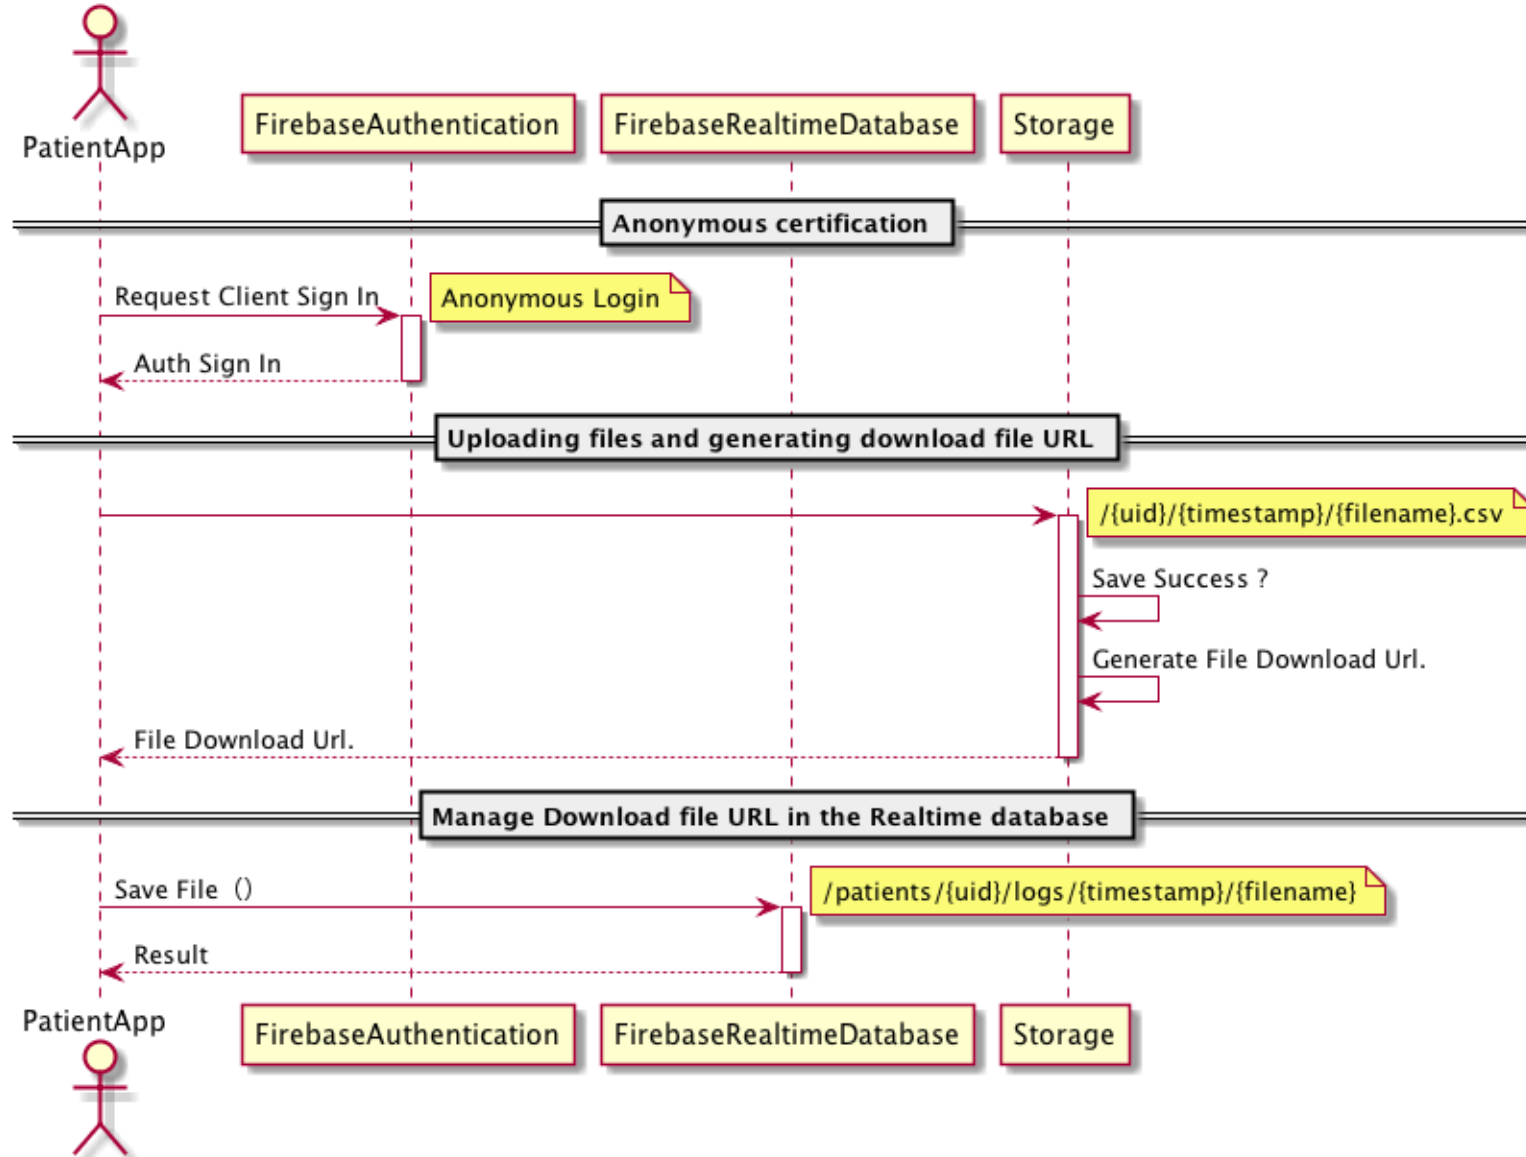 PatientApp
FirebaseAuthentication
FirebaseRealtimeDatabase
Storage
Anonymous certification
Request Client Sign In
Anonymous Login
Auth Sign In
Uploading files and generating download file URL
/{uid}/{timestamp}/{filename}.csv
Save Success ?
Generate File Download Url.
File Download Url.
Manage Download file URL in the Realtime database
Save File ()
/patients/{uid}/logs/{timestamp}/{filename}
Result
PatientApp
FirebaseAuthentication
FirebaseRealtimeDatabase
Storage